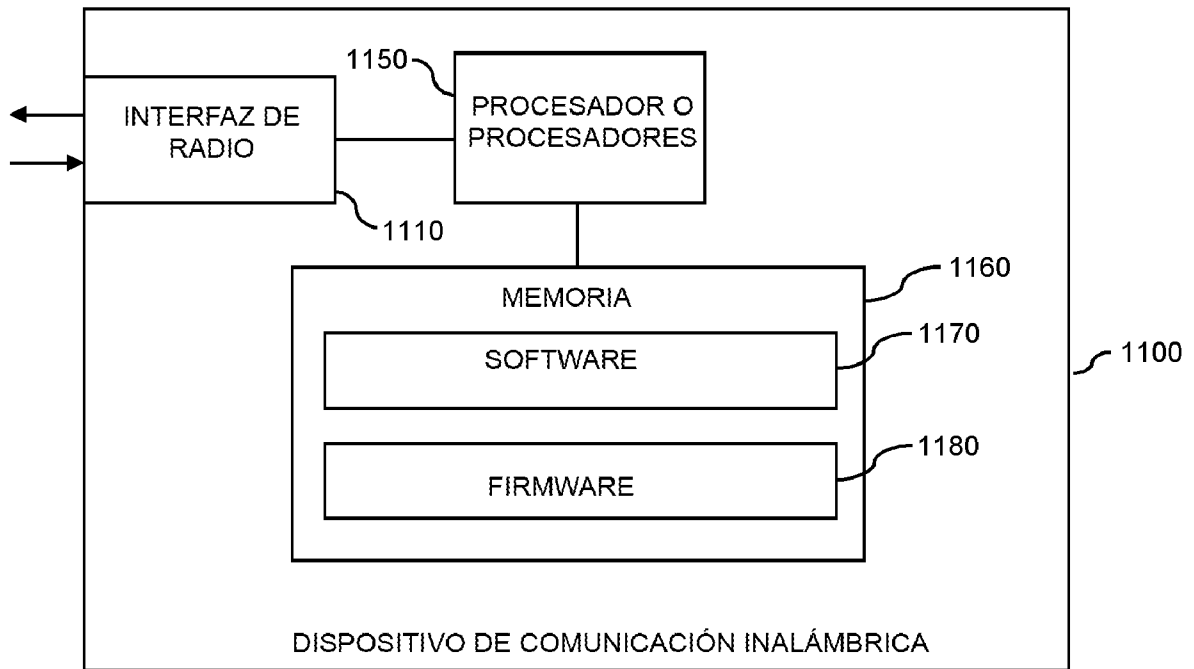 1150
INTERFAZ DE
RADIO
PROCESADOR O
PROCESADORES
1110
1160
MEMORIA
1170
SOFTWARE
1100
1180
FIRMWARE
DISPOSITIVO DE COMUNICACIÓN INALÁMBRICA